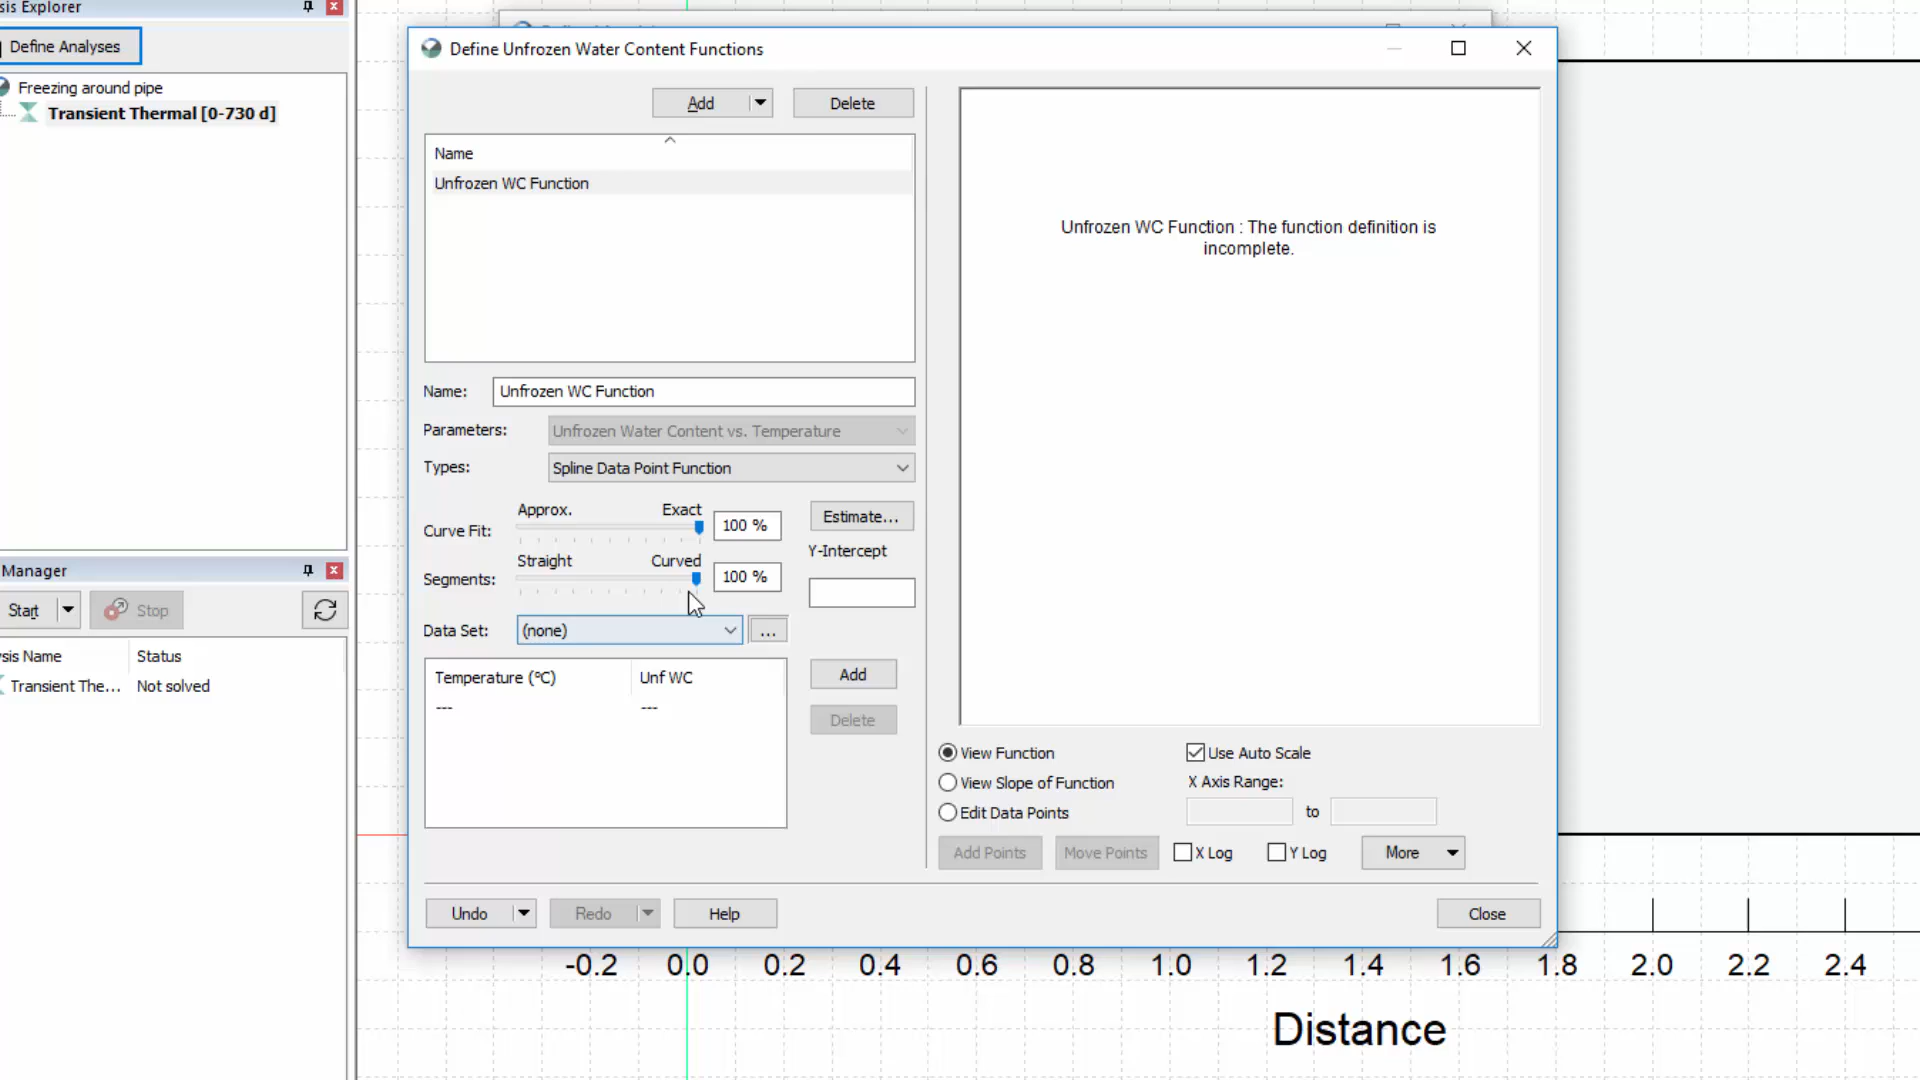 sis Explorer
Define Analyses
Freezing around pipe
Transient Thermal [0-730 d]
Manager
Start
Stop
sis Name
Status
Transient The...
Not solved
Define Unfrozen Water Content Functions
Add
Delete
Name
Unfrozen WC Function
Name:
Unfrozen WC Function
Parameters:
Unfrozen Water Content vs. Temperature
Types:
Spline Data Point Function
Approx.
Exact
Curve Fit:
100 %
Estimate...
Straight
Curved
Segments:
100 %
Y-Intercept
Data Set:
(none)
...
Temperature (°C)
Unf WC
---
---
Add
Delete
Unfrozen WC Function : The function definition is
incomplete.
View Function
View Slope of Function
Edit Data Points
Use Auto Scale
X Axis Range:
to
Add Points
Move Points
X Log
Y Log
More
Undo
Redo
Help
Close
-0.2 0.0 0.2 0.4 0.6 0.8 1.0 1.2 1.4 1.6 1.8 2.0 2.2 2.4
Distance